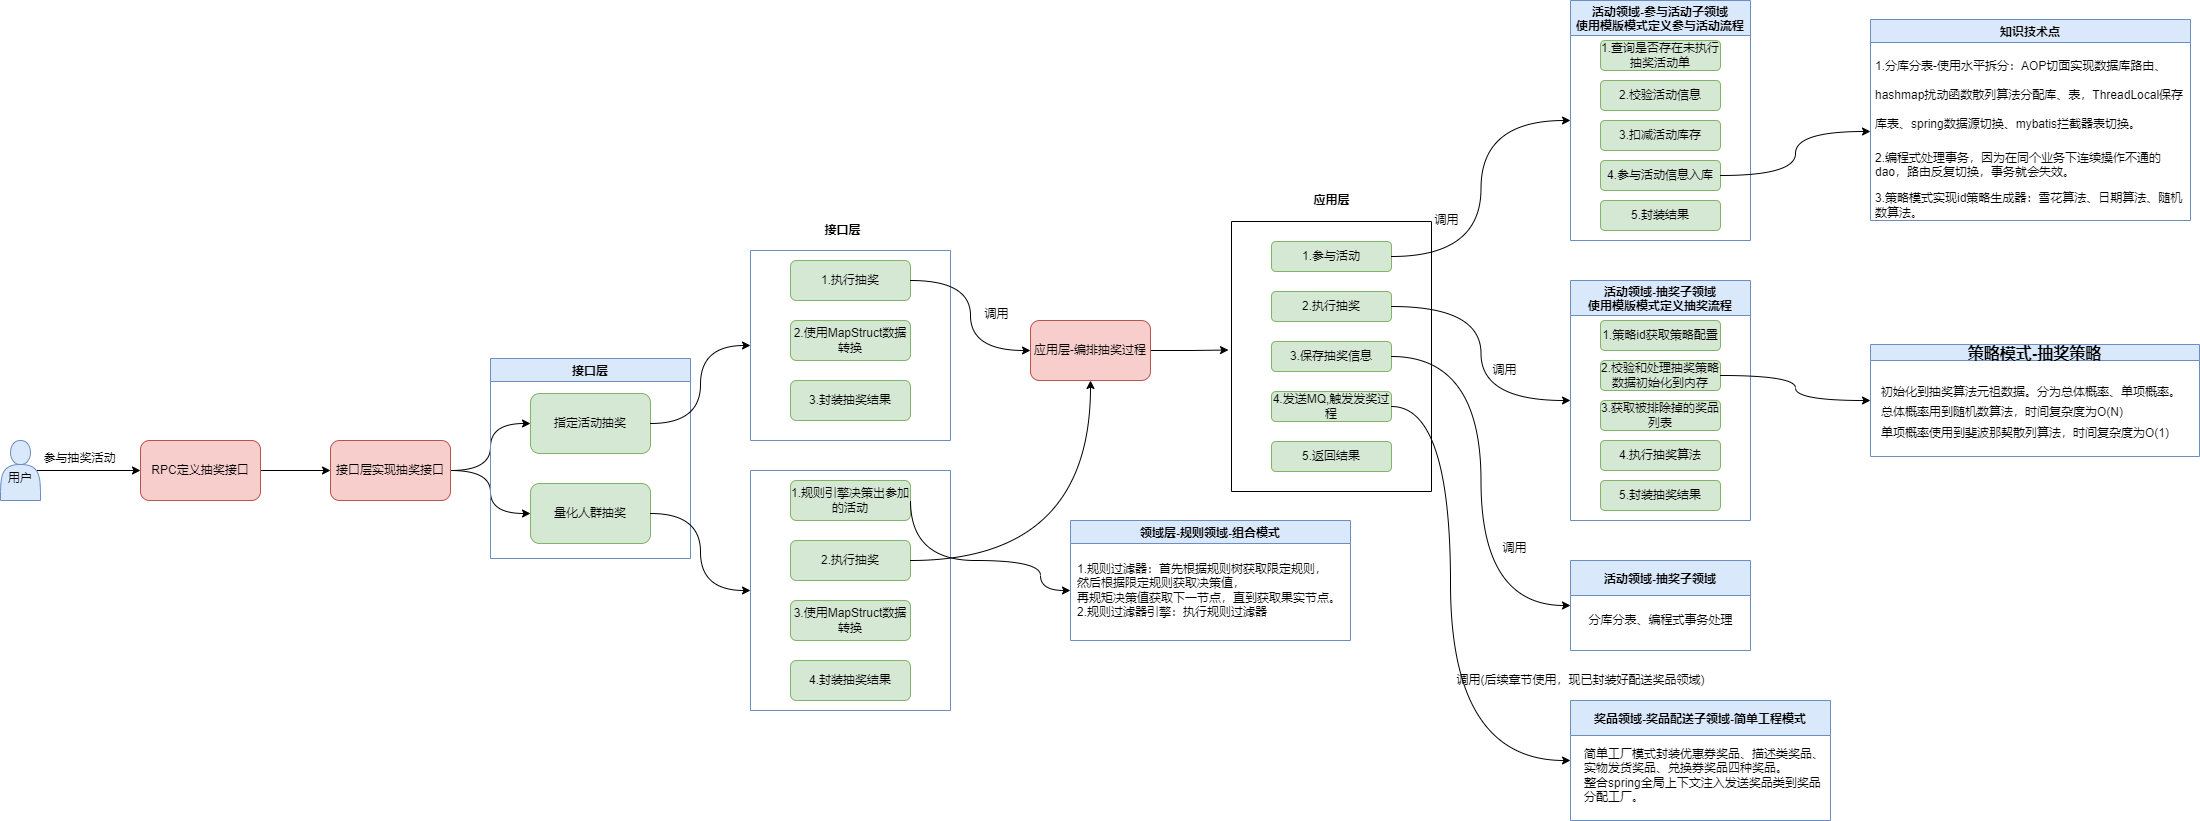 用户
参与抽奖活动
RPC定义抽奖接口
接口层实现抽奖接口
接口层
指定活动抽奖
量化人群抽奖
接口层
1.执行抽奖
2.使用MapStruct数据
转换
3.封装抽奖结果
1.规则引擎决策出参加
的活动
2.执行抽奖
3.使用MapStruct数据
转换
4.封装抽奖结果
调用
应用层-编排抽奖过程
领域层-规则领域-组合模式
1.规则过滤器：首先根据规则树获取限定规则，
然后根据限定规则获取决策值，
再规矩决策值获取下一节点，直到获取果实节点。
2.规则过滤器引擎：执行规则过滤器
应用层
1.参与活动
2.执行抽奖
3.保存抽奖信息
4.发送MQ,触发发奖过
程
5.返回结果
调用
调用
调用
调用(后续章节使用，现已封装好配送奖品领域)
活动领域-参与活动子领域
使用模版模式定义参与活动流程
1.查询是否存在未执行
抽奖活动单
2.校验活动信息
3.扣减活动库存
4.参与活动信息入库
5.封装结果
知识技术点
1.分库分表-使用水平拆分：AOP切面实现数据库路由、
hashmap扰动函数散列算法分配库、表，ThreadLocal保存
库表、spring数据源切换、mybatis拦截器表切换。
2.编程式处理事务，因为在同个业务下连续操作不通的
dao，路由反复切换，事务就会失效。
3.策略模式实现id策略生成器：雪花算法、日期算法、随机
数算法。
活动领域-抽奖子领域
使用模版模式定义抽奖流程
1.策略id获取策略配置
2.校验和处理抽奖策略
数据初始化到内存
3.获取被排除掉的奖品
列表
4.执行抽奖算法
5.封装抽奖结果
策略模式-抽奖策略
初始化到抽奖算法元祖数据。分为总体概率、单项概率。
总体概率用到随机数算法，时间复杂度为O(N)
单项概率使用到斐波那契散列算法，时间复杂度为O(1)
活动领域-抽奖子领域
分库分表、编程式事务处理
奖品领域-奖品配送子领域-简单工程模式
简单工厂模式封装优惠券奖品、描述类奖品、
实物发货奖品、兑换券奖品四种奖品。
整合spring全局上下文注入发送奖品类到奖品
分配工厂。